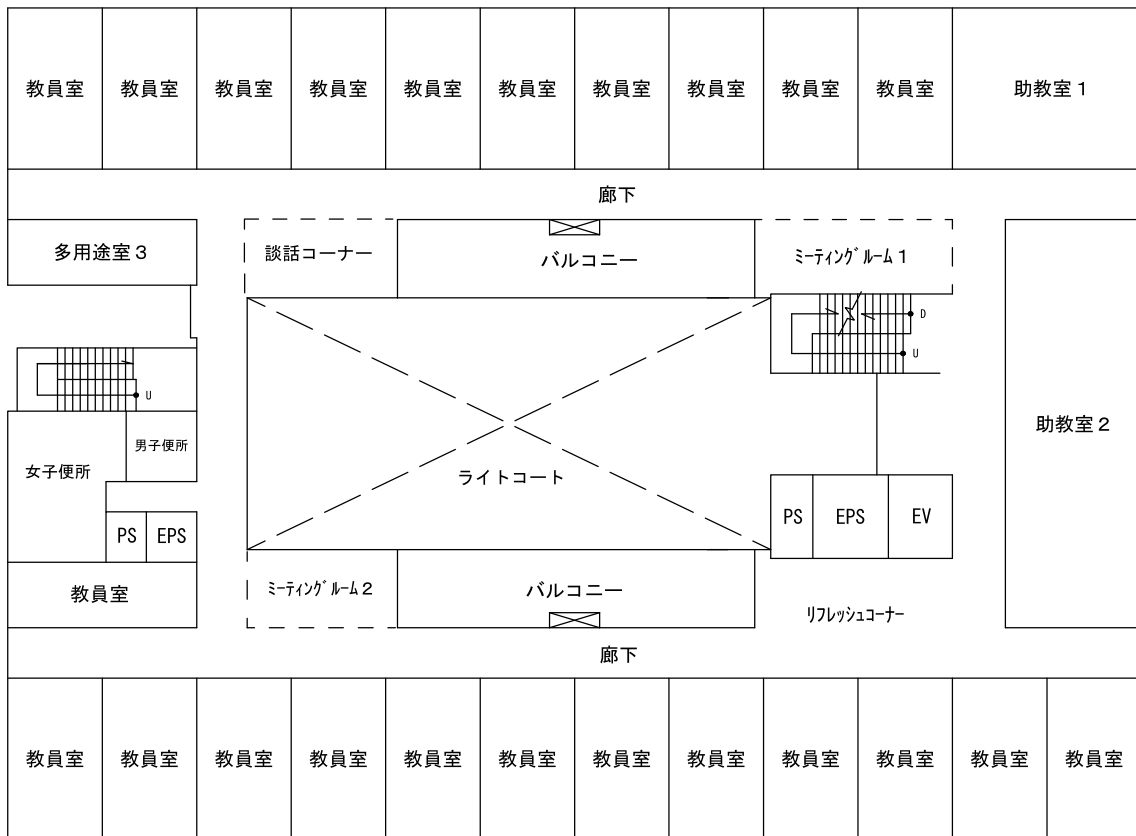 教員室 教員室 教員室 教員室 教員室 教員室 教員室 教員室 教員室 教員室 助教室1
廊下
多用途室3 談話コーナー バルコニー ミーティングルーム1
D
U
U
助教室2
男子便所
女子便所
ライトコート
PS EPS EV
PS EPS
教員室 ミーティングルーム2 バルコニー
リフレッシュコーナー
廊下
教員室 教員室 教員室 教員室 教員室 教員室 教員室 教員室 教員室 教員室 教員室 教員室